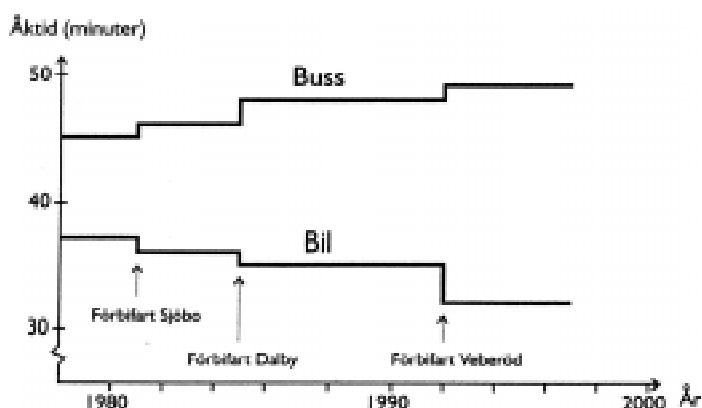 Åktid (minuter)
50
Buss
40
Bil
Förbifart Sjöbo
30
Förbifart Dalby
Förbifart Veberöd
1980
1990
2000
År